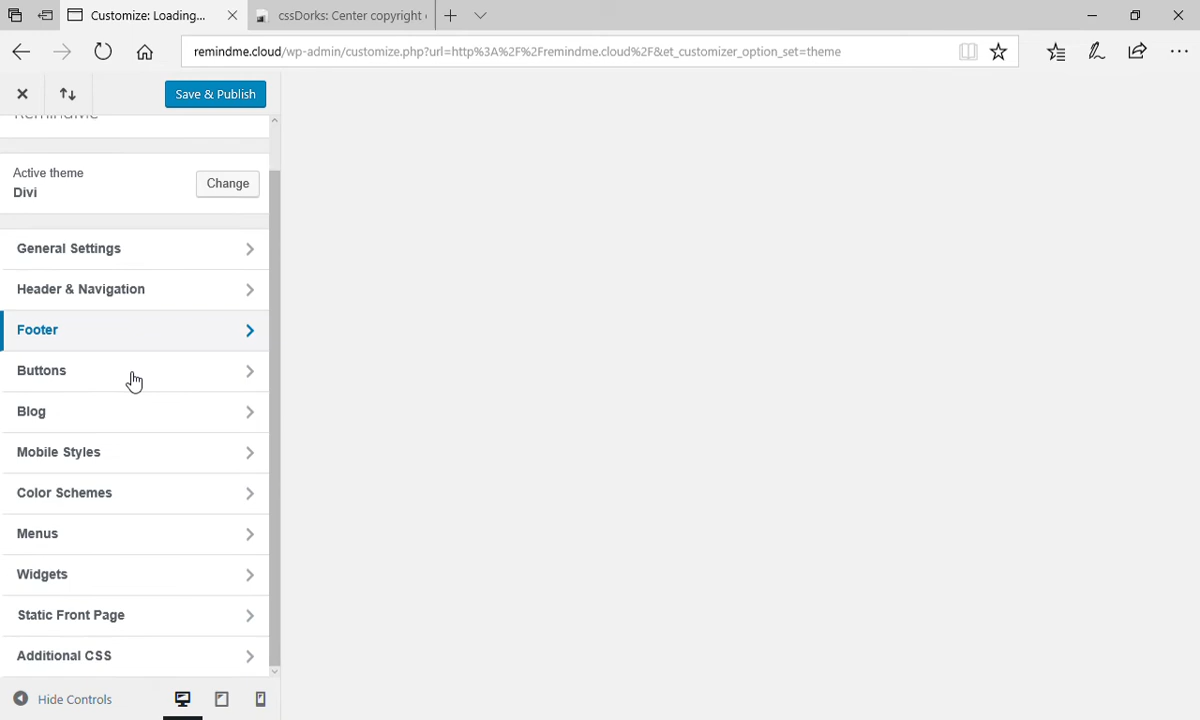 Customize: Loading...
cssDorks: Center copyright
remindme.cloud/wp-admin/customize.php?url=http%3A%2F%2Fremindme.cloud%2F&et_customizer_option_set=theme
Save & Publish
Active theme
Divi
Change
General Settings
Header & Navigation
Footer
Buttons
Blog
Mobile Styles
Color Schemes
Menus
Widgets
Static Front Page
Additional CSS
Hide Controls